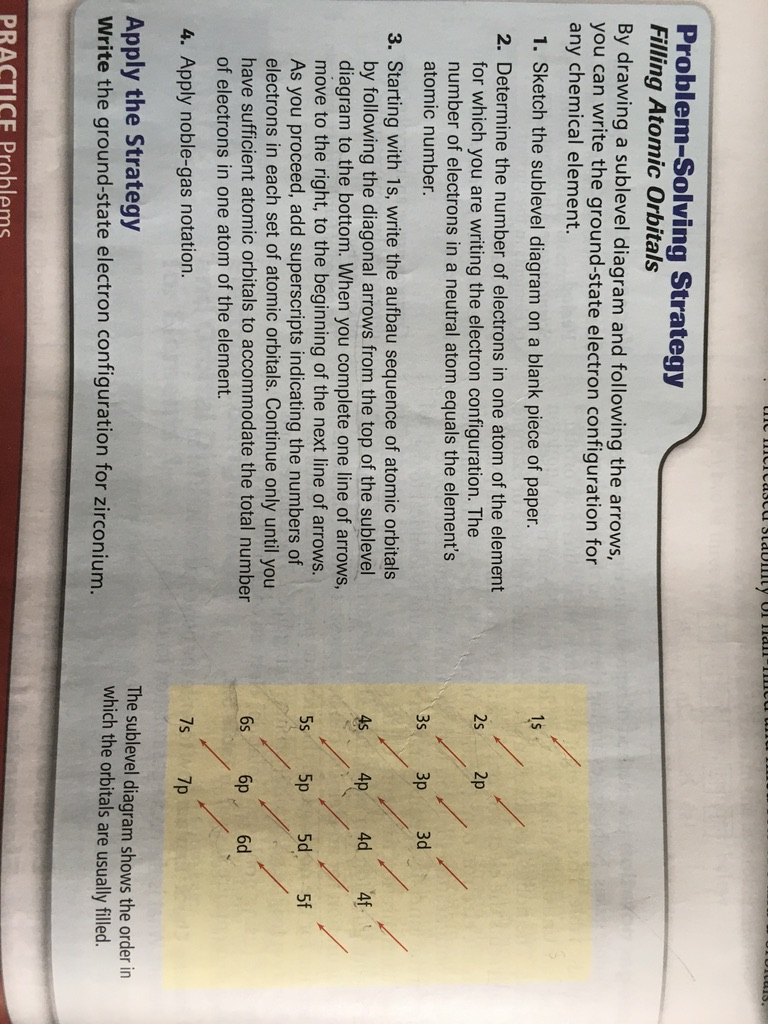 the increased stability of half-filled and
Problem-Solving Strategy
Filling Atomic Orbitals
By drawing a sublevel diagram and following the arrows,
you can write the ground-state electron configuration for
any chemical element.
1. Sketch the sublevel diagram on a blank piece of paper.
2. Determine the number of electrons in one atom of the element
for which you are writing the electron configuration. The
number of electrons in a neutral atom equals the element's
atomic number.
3. Starting with 1s, write the aufbau sequence of atomic orbitals
by following the diagonal arrows from the top of the sublevel
diagram to the bottom. When you complete one line of arrows,
move to the right, to the beginning of the next line of arrows.
As you proceed, add superscripts indicating the numbers of
electrons in each set of atomic orbitals. Continue only until you
have sufficient atomic orbitals to accommodate the total number
of electrons in one atom of the element.
4. Apply noble-gas notation.
Apply the Strategy
Write the ground-state electron configuration for zirconium.
1s
2s 2p
3s 3p 3d
4s 4p 4d 4f
5s 5p 5d 5f
6s 6p 6d
7s 7p
The sublevel diagram shows the order in
which the orbitals are usually filled.
PRACTICE Problems